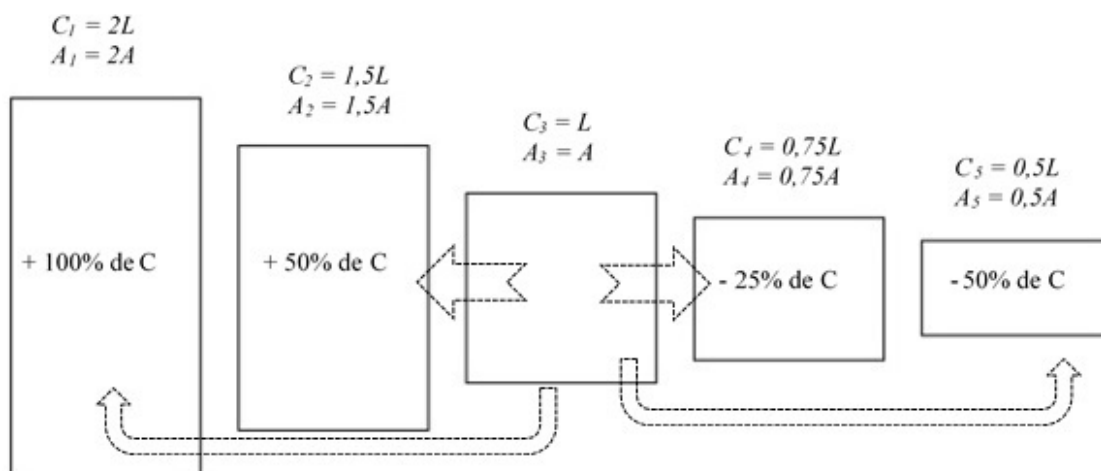 C₁ = 2L
A₁ = 2A
C₂ = 1,5L
A₂ = 1,5A
C₃ = L
A₃ = A
C₄ = 0,75L
A₄ = 0,75A
C₅ = 0,5L
A₅ = 0,5A
+ 100% de C
+ 50% de C
- 25% de C
- 50% de C